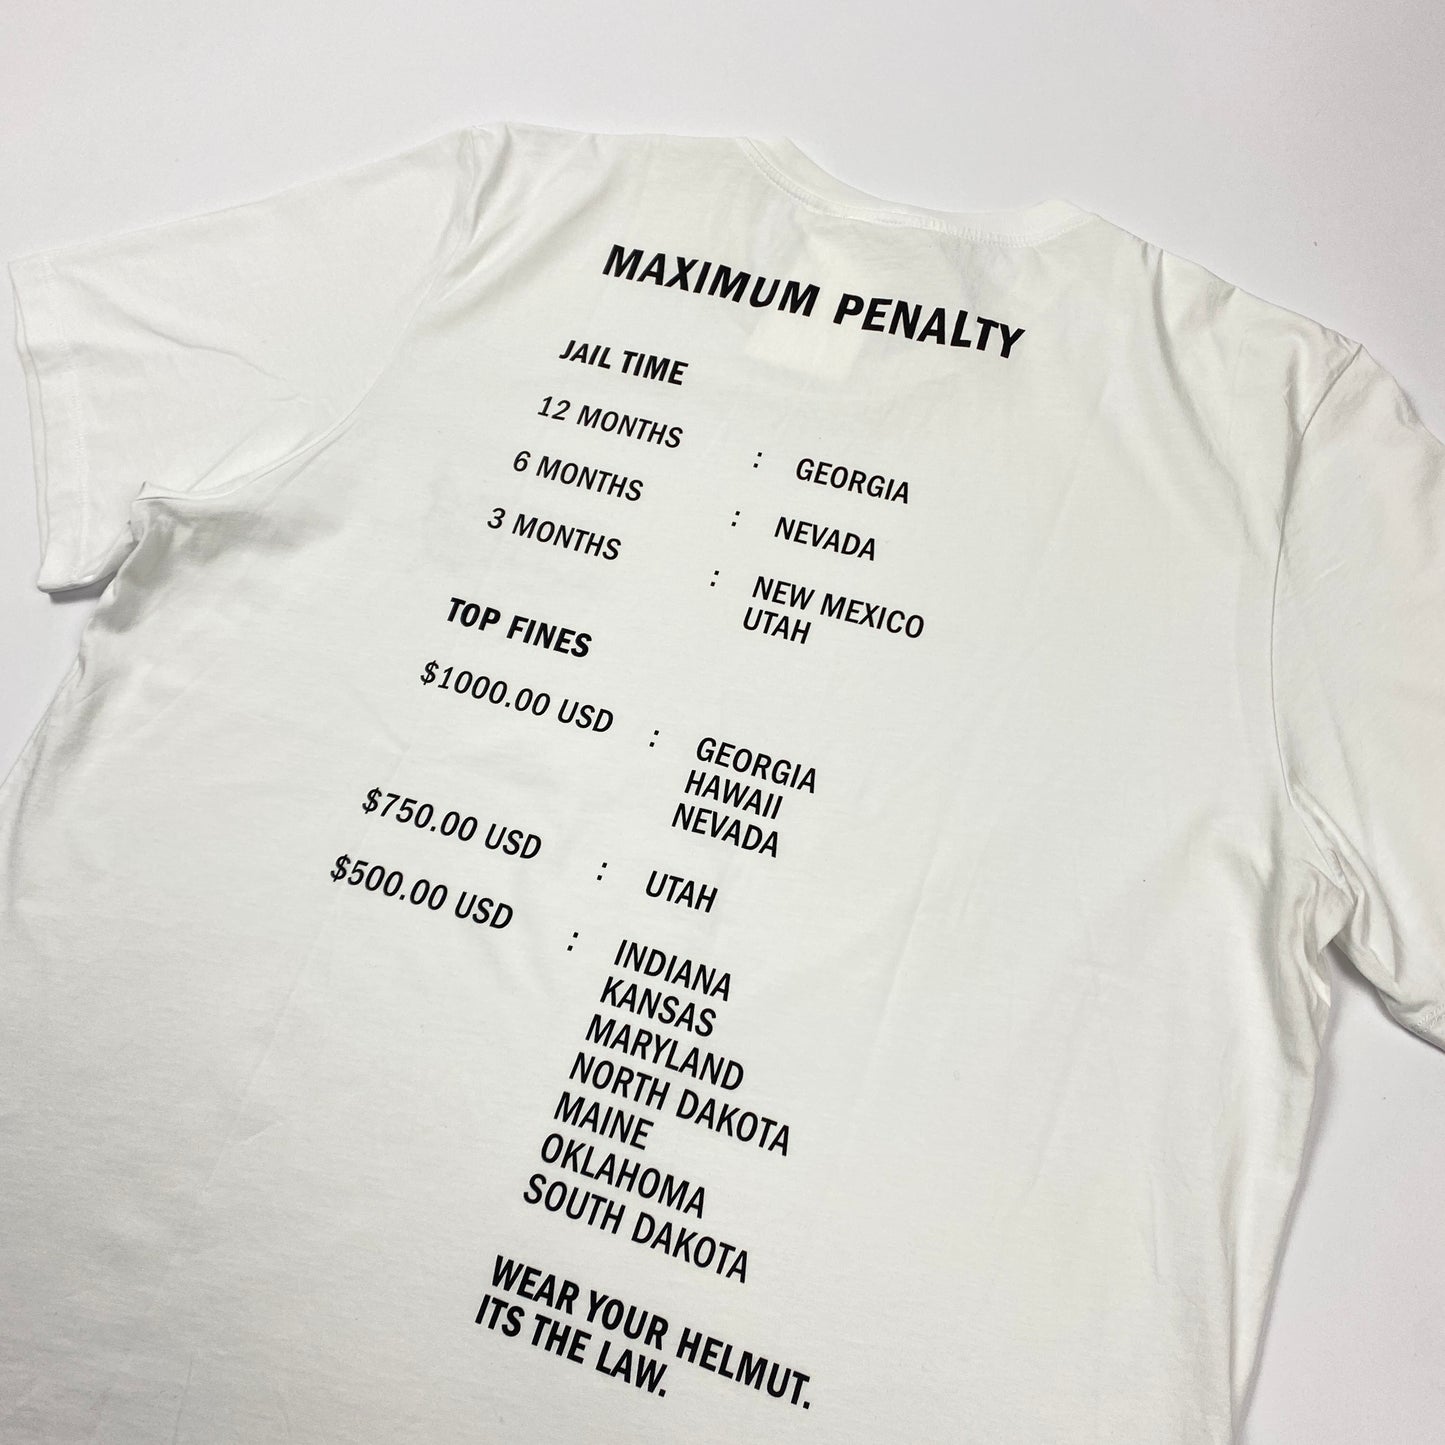 MAXIMUM PENALTY
JAIL TIME
12 MONTHS : GEORGIA
6 MONTHS : NEVADA
3 MONTHS : NEW MEXICO
UTAH
TOP FINES
$1000.00 USD : GEORGIA
HAWAII
NEVADA
$750.00 USD : UTAH
$500.00 USD : INDIANA
KANSAS
MARYLAND
NORTH DAKOTA
MAINE
OKLAHOMA
SOUTH DAKOTA
WEAR YOUR HELMUT.
ITS THE LAW.